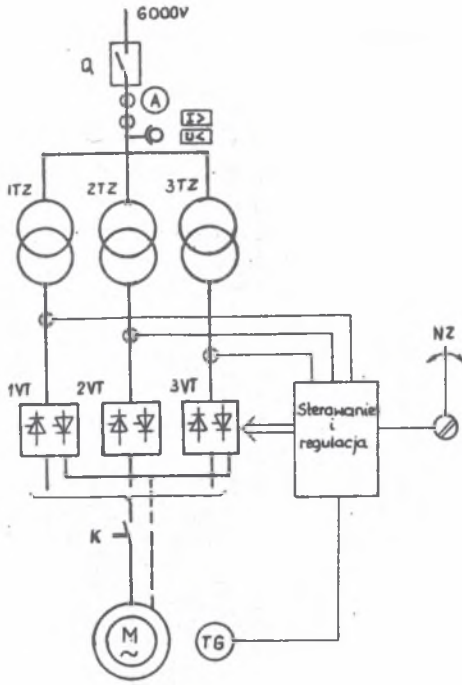 6000V
Q
A
I>
U<
1TZ
2TZ
3TZ
NZ
1VT
2VT
3VT
Sterowanie
i
regulacja
K
M
~
TG